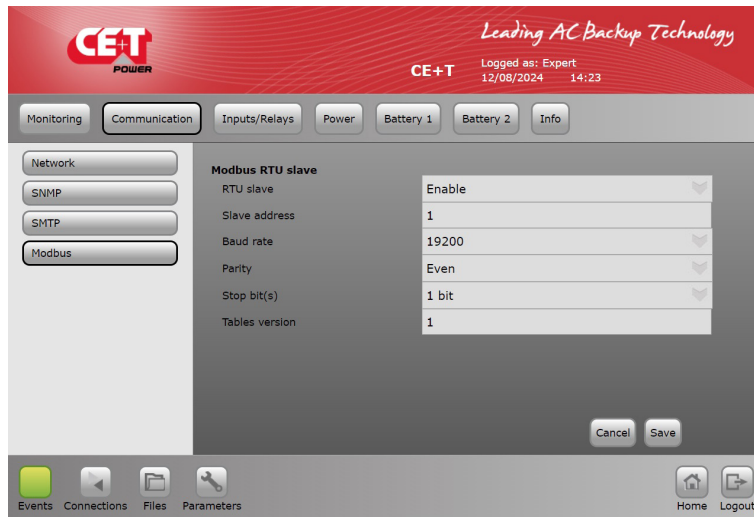 CE+T
POWER
Leading AC Backup Technology
CE+T
Logged as: Expert
12/08/2024 14:23
Monitoring
Communication
Inputs/Relays
Power
Battery 1
Battery 2
Info
Network
SNMP
SMTP
Modbus
Modbus RTU slave
RTU slave Enable
Slave address 1
Baud rate 19200
Parity Even
Stop bit(s) 1 bit
Tables version 1
Cancel
Save
Events
Connections
Files
Parameters
Home
Logout